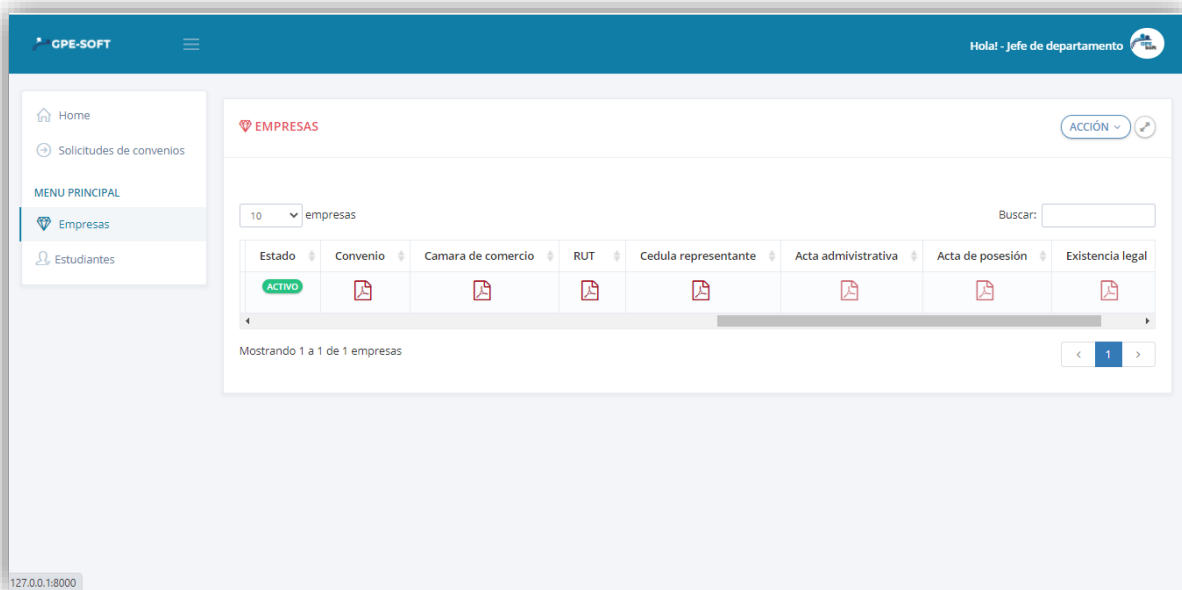 GPE-SOFT
Hola! - Jefe de departamento
Home
Solicitudes de convenios
MENU PRINCIPAL
Empresas
Estudiantes
EMPRESAS
ACCIÓN
10 empresas
Buscar:
Estado Convenio Camara de comercio RUT Cedula representante Acta admivistrativa Acta de posesión Existencia legal
ACTIVO
Mostrando 1 a 1 de 1 empresas
1
127.0.0.1:8000